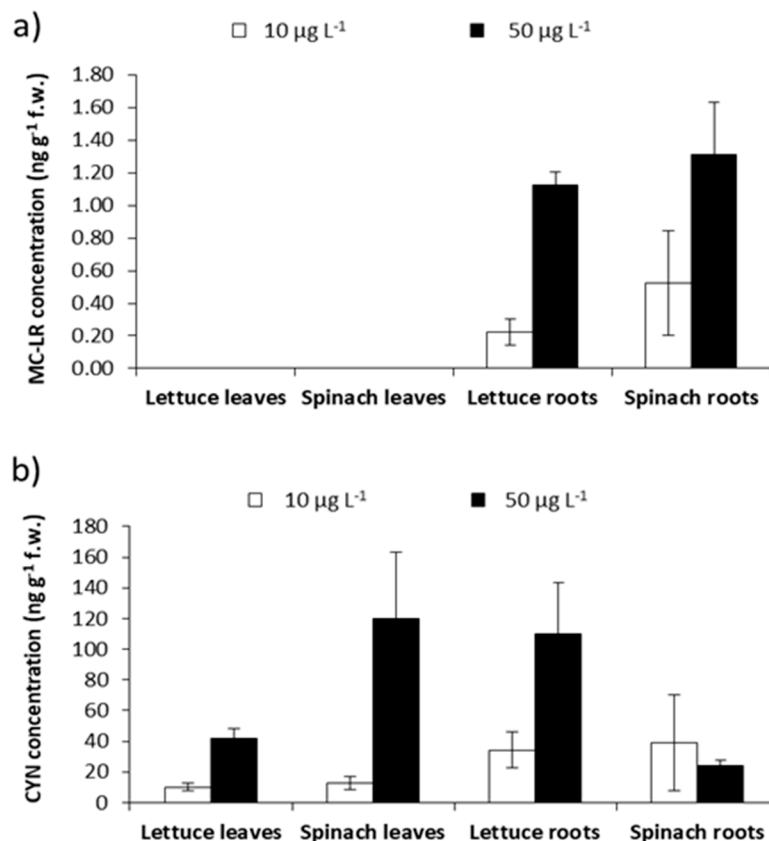 a)
10 µg L⁻¹ 50 µg L⁻¹
MC-LR concentration (ng g⁻¹ f.w.)
1.80
1.60
1.40
1.20
1.00
0.80
0.60
0.40
0.20
0.00
Lettuce leaves Spinach leaves Lettuce roots Spinach roots
b)
10 µg L⁻¹ 50 µg L⁻¹
CYN concentration (ng g⁻¹ f.w.)
180
160
140
120
100
80
60
40
20
0
Lettuce leaves Spinach leaves Lettuce roots Spinach roots